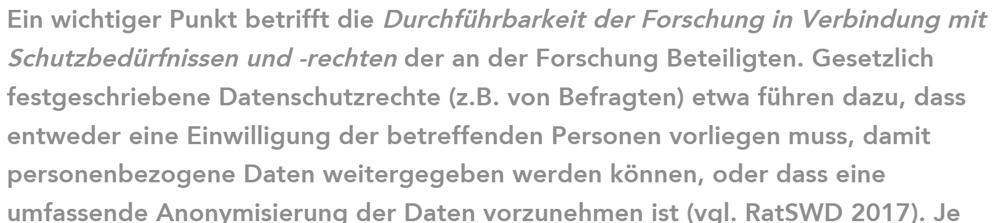 Ein wichtiger Punkt betrifft die Durchführbarkeit der Forschung in Verbindung mit
Schutzbedürfnissen und -rechten der an der Forschung Beteiligten. Gesetzlich
festgeschriebene Datenschutzrechte (z.B. von Befragten) etwa führen dazu, dass
entweder eine Einwilligung der betreffenden Personen vorliegen muss, damit
personenbezogene Daten weitergegeben werden können, oder dass eine
umfassende Anonymisierung der Daten vorzunehmen ist (vgl. RatSWD 2017). Je